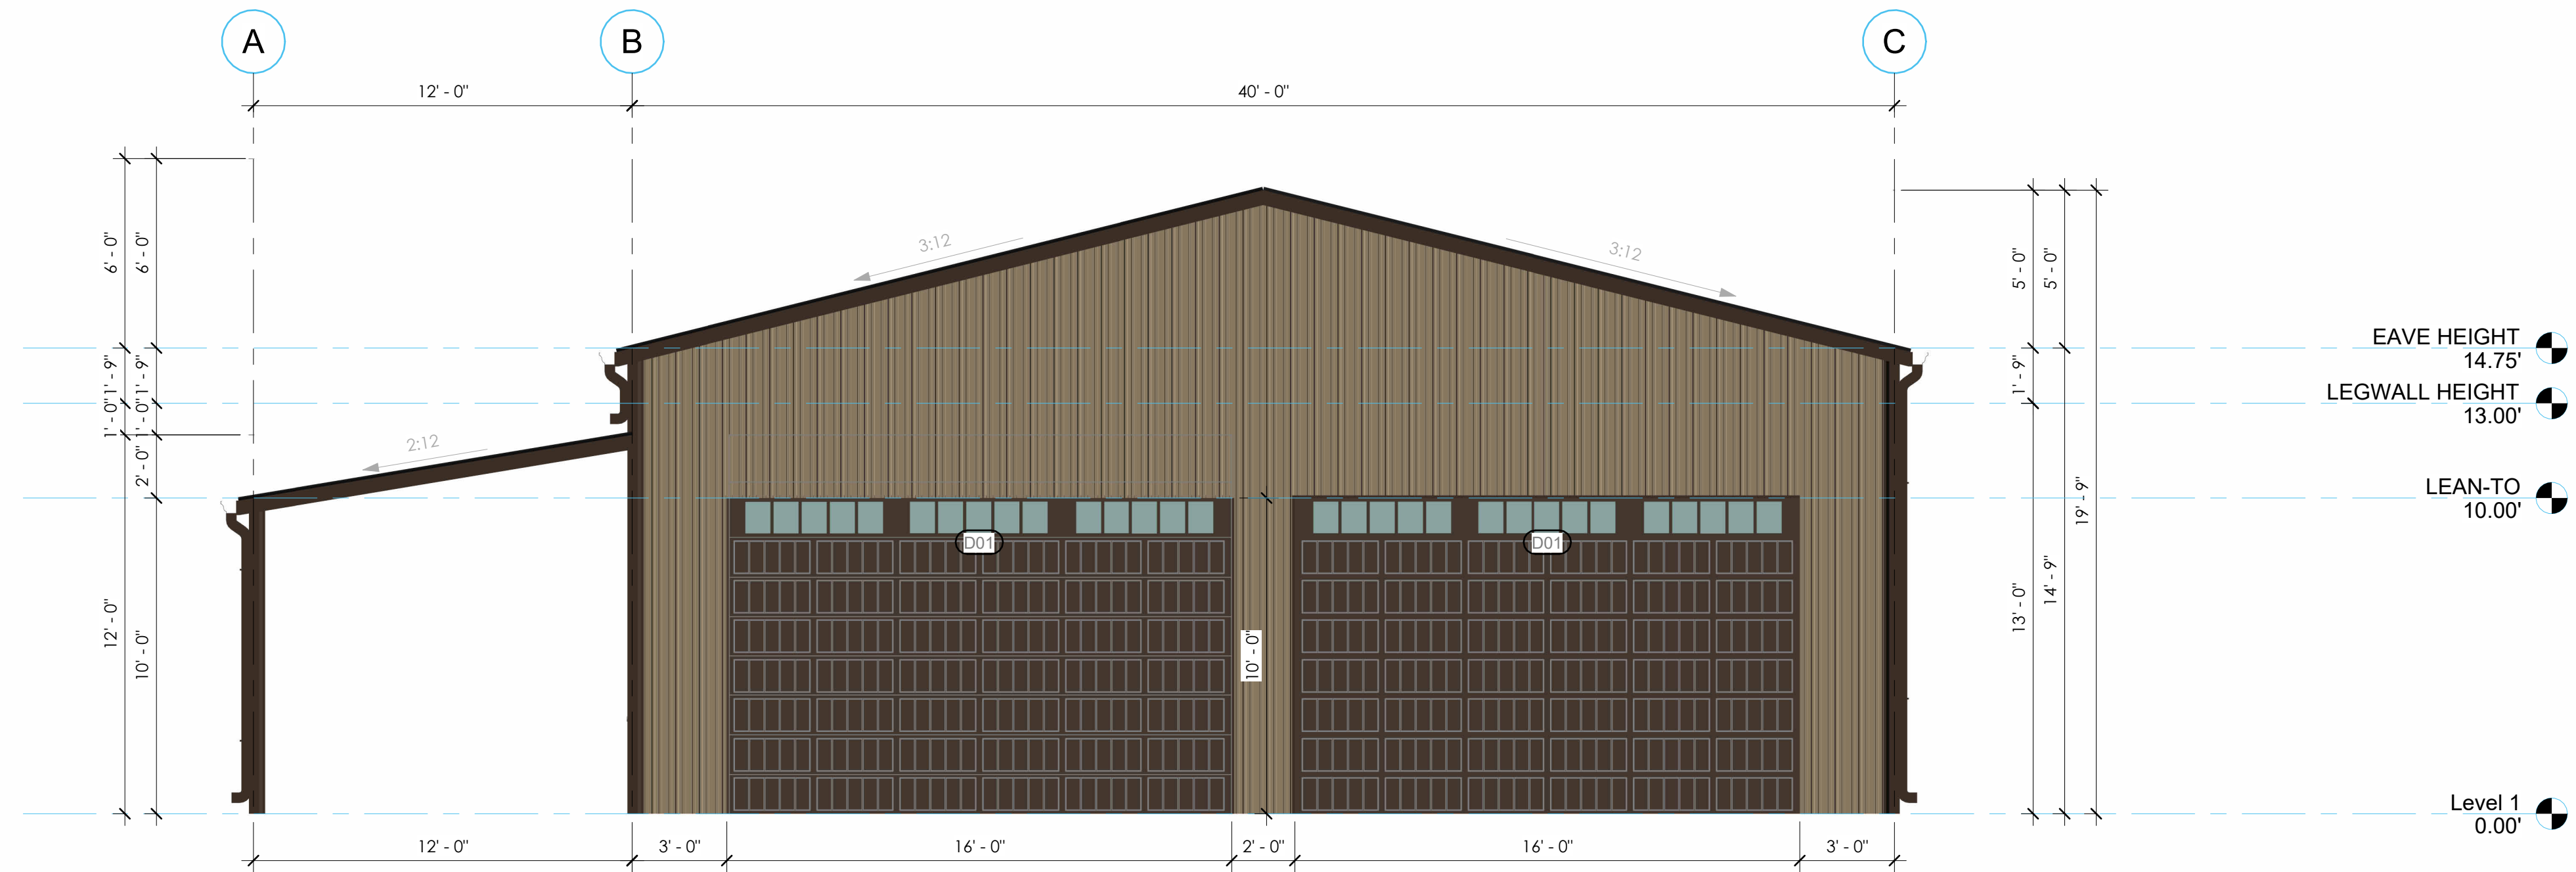 A
B
C
12' - 0"
40' - 0"
6' - 0"
6' - 0"
1' - 9"
1' - 9"
1' - 0"
1' - 0"
2' - 0"
12' - 0"
10' - 0"
3:12
3:12
2:12
D01
D01
10' - 0"
5' - 0"
5' - 0"
1' - 9"
13' - 0"
14' - 9"
19' - 9"
EAVE HEIGHT
14.75'
LEGWALL HEIGHT
13.00'
LEAN-TO
10.00'
Level 1
0.00'
12' - 0"
3' - 0"
16' - 0"
2' - 0"
16' - 0"
3' - 0"